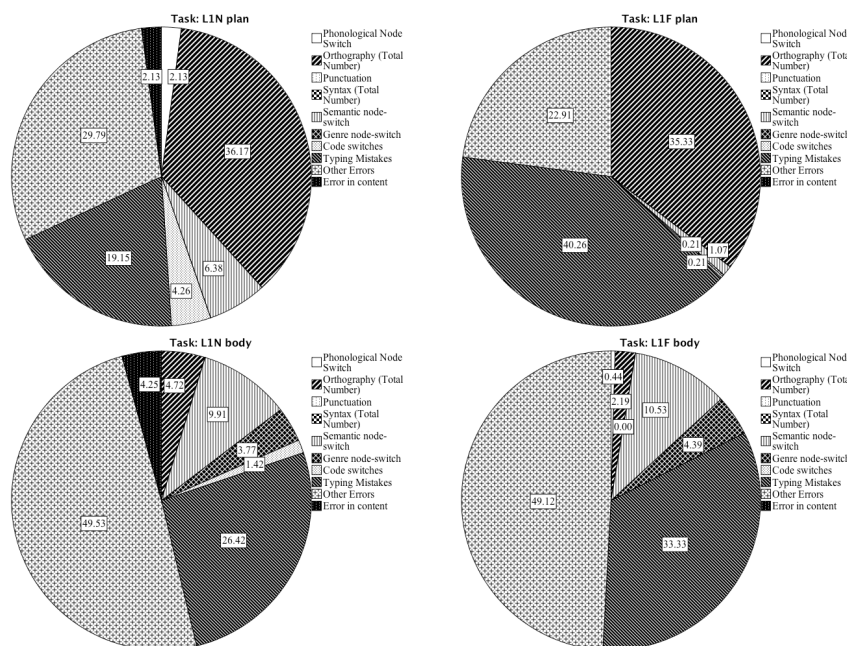 Task: L1N plan
2.13
2.13
36.17
6.38
4.26
19.15
29.79
Phonological Node
Switch
Orthography (Total
Number)
Punctuation
Syntax (Total
Number)
Semantic node-
switch
Genre node-switch
Code switches
Typing Mistakes
Other Errors
Error in content
Task: L1F plan
22.91
35.33
0.21
1.07
0.21
40.26
Phonological Node
Switch
Orthography (Total
Number)
Punctuation
Syntax (Total
Number)
Semantic node-
switch
Genre node-switch
Code switches
Typing Mistakes
Other Errors
Error in content
Task: L1N body
4.25
4.72
9.91
3.77
1.42
26.42
49.53
Phonological Node
Switch
Orthography (Total
Number)
Punctuation
Syntax (Total
Number)
Semantic node-
switch
Genre node-switch
Code switches
Typing Mistakes
Other Errors
Error in content
Task: L1F body
0.44
2.19
0.00
10.53
4.39
33.33
49.12
Phonological Node
Switch
Orthography (Total
Number)
Punctuation
Syntax (Total
Number)
Semantic node-
switch
Genre node-switch
Code switches
Typing Mistakes
Other Errors
Error in content